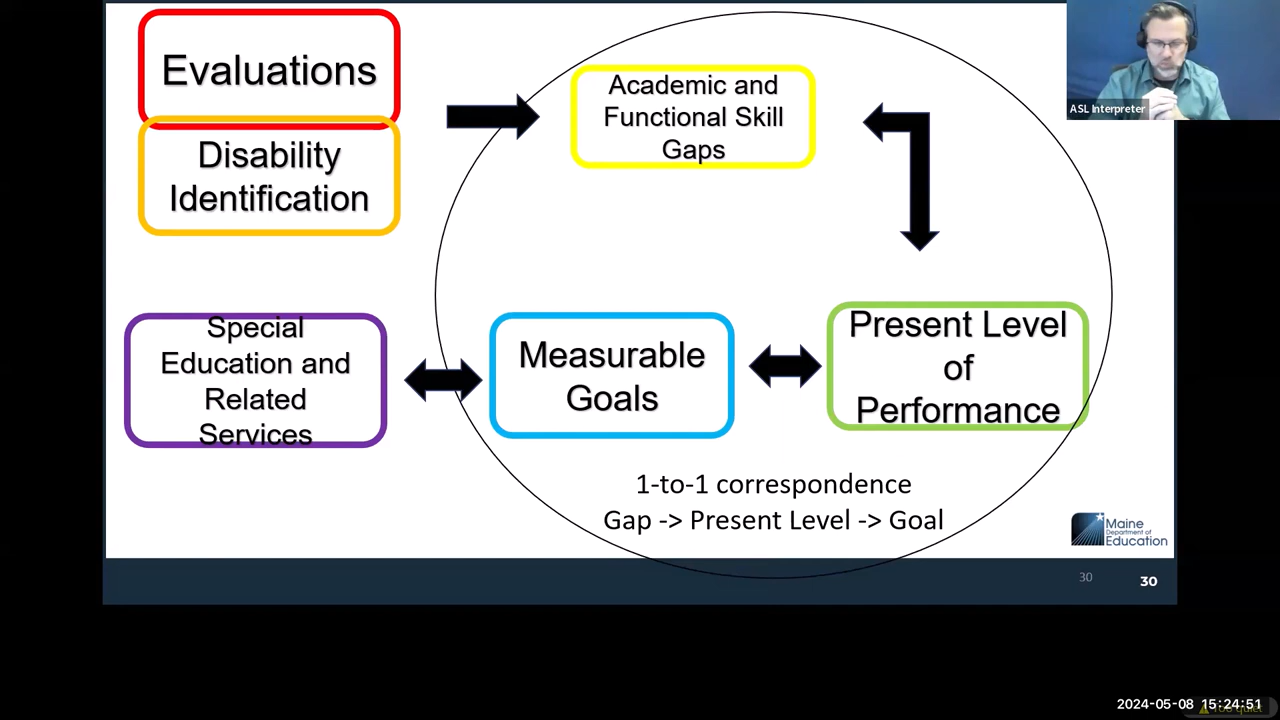 Evaluations
Disability
Identification
Academic and
Functional Skill
Gaps
ASL Interpreter
Special
Education and
Related
Services
Measurable
Goals
Present Level
of
Performance
1-to-1 correspondence
Gap -> Present Level -> Goal
Maine
Department of
Education
30
30
2024-05-08 15:24:51